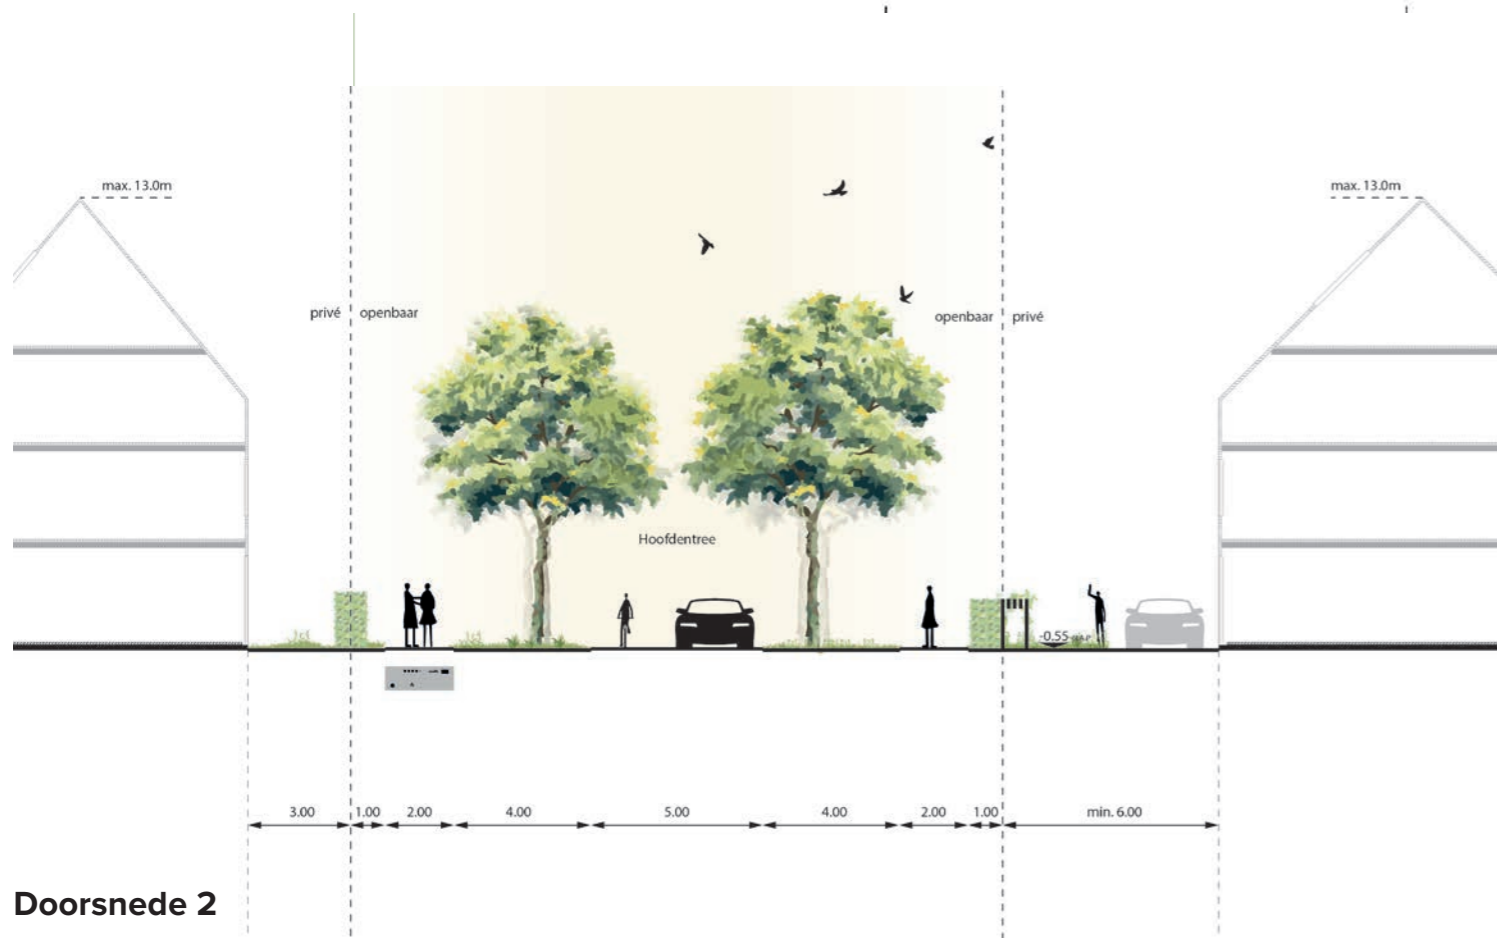 max. 13.0m
max. 13.0m
privé
openbaar
openbaar
privé
Hoofdentree
-0.55
3.00
1.00
2.00
4.00
5.00
4.00
2.00
1.00
min. 6.00
Doorsnede 2